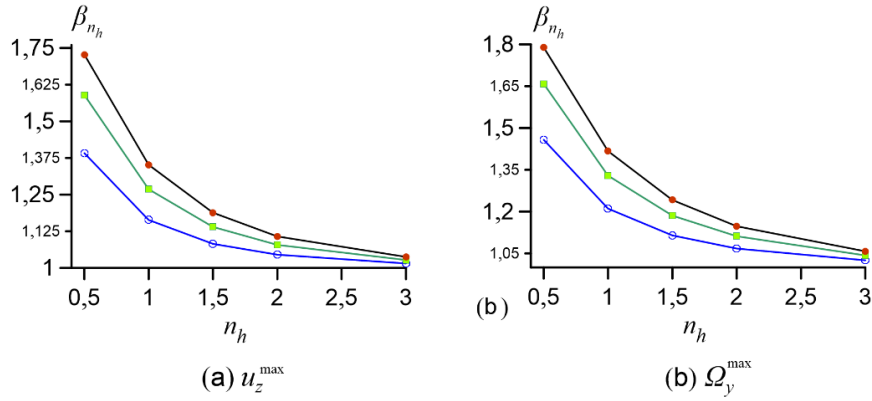 β_{n_h}
1,75
1,625
1,5
1,375
1,25
1,125
1
0,5 1 1,5 2 2,5 3
n_h
(a) u_z^{max}
β_{n_h}
1,8
1,65
1,5
1,35
1,2
1,05
0,5 1 1,5 2 2,5 3
(b)
n_h
(b) Ω_y^{max}